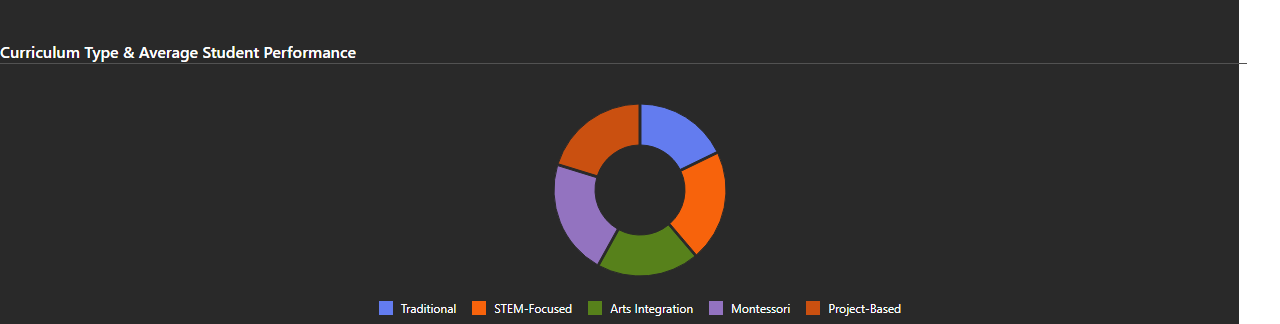 Curriculum Type & Average Student Performance
Traditional STEM-Focused Arts Integration Montessori Project-Based